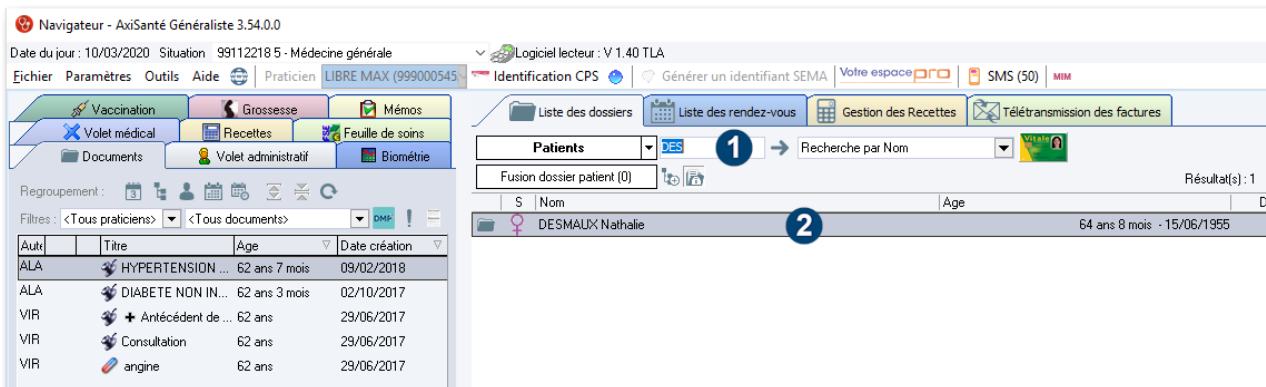 Navigateur - AxiSanté Généraliste 3.54.0.0
Date du jour : 10/03/2020 Situation 99112218 5 - Médecine générale Logiciel lecteur : V 1.40 TLA
Fichier Paramètres Outils Aide Praticien LIBRE MAX (999000545 Identification CPS Générer un identifiant SEMA Votre espace pro SMS (50) MIM
Vaccination Grossesse Mémos
Volet médical Recettes Feuille de soins
Documents Volet administratif Biométrie
Liste des dossiers Liste des rendez-vous Gestion des Recettes Télétransmission des factures
Patients DES 1 Recherche par Nom Vitale
Fusion dossier patient (0) Résultat(s) : 1
Regroupement : 3
Filtres : <Tous praticiens> <Tous documents> DMP
S Nom Age D
DESMAUX Nathalie 2 64 ans 8 mois - 15/06/1955
Aute Titre Age Date création
ALA HYPERTENSION ... 62 ans 7 mois 09/02/2018
ALA DIABETE NON IN... 62 ans 3 mois 02/10/2017
VIR + Antécédent de ... 62 ans 29/06/2017
VIR Consultation 62 ans 29/06/2017
VIR angine 62 ans 29/06/2017